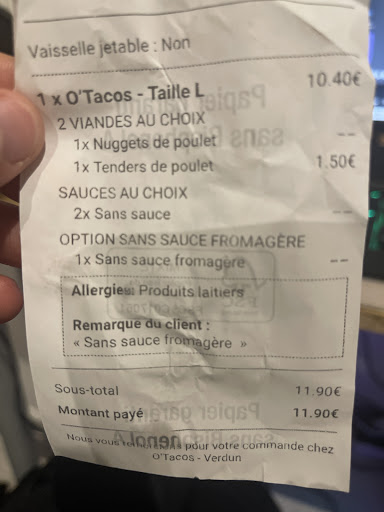 Vaisselle jetable : Non
1 x O'Tacos - Taille L 10.40€
2 VIANDES AU CHOIX
1x Nuggets de poulet --
1x Tenders de poulet 1.50€
SAUCES AU CHOIX
2x Sans sauce --
OPTION SANS SAUCE FROMAGÈRE
1x Sans sauce fromagère --
Allergies: Produits laitiers
Remarque du client :
« Sans sauce fromagère »
Sous-total 11.90€
Montant payé 11.90€
Nous vous pour votre commande chez
O'Tacos - Verdun